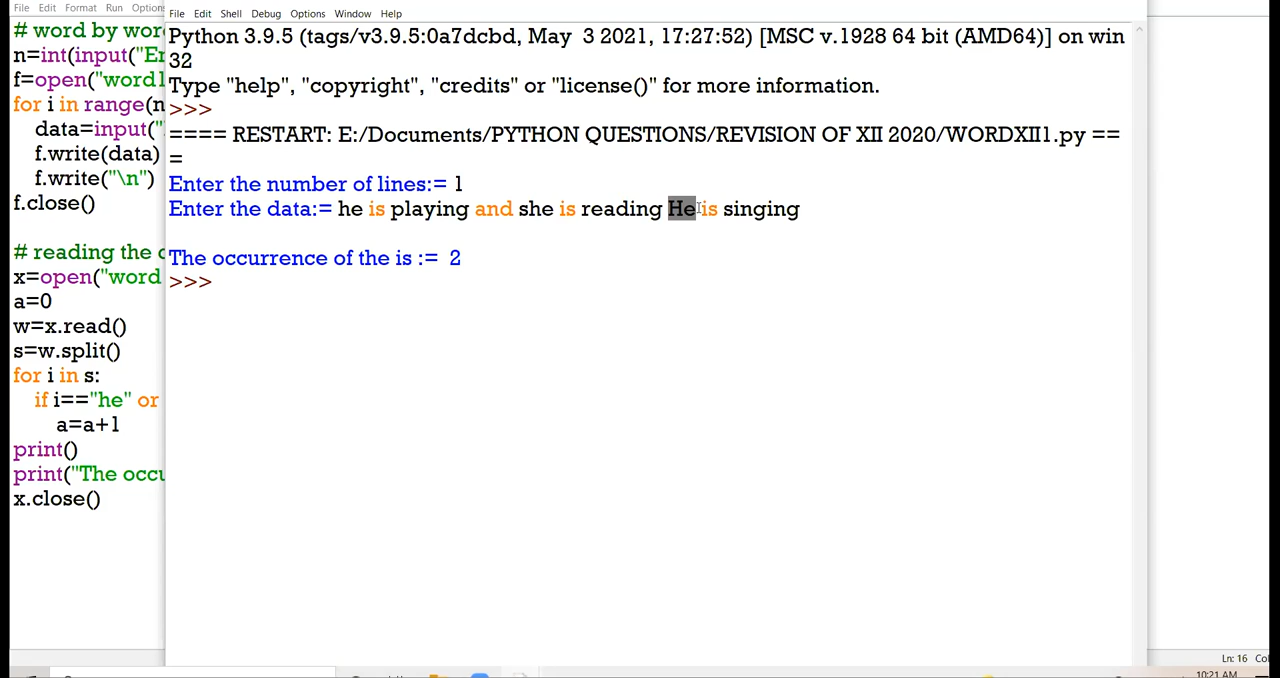 File Edit Format Run Options
File Edit Shell Debug Options Window Help
# word by
n=int(input("
f=open("
for i in range(n
data=input("
f.write(data)
f.write("\n")
f.close()
# reading the
x=open("word
a=0
w=x.read()
s=w.split()
for i in s:
if i=="he" or
a=a+1
print()
print("The
x.close()
Python 3.9.5 (tags/v3.9.5:0a7dcbd, May 3 2021, 17:27:52) [MSC v.1928 64 bit (AMD64)] on win
32
Type "help", "copyright", "credits" or "license()" for more information.
>>>
==== RESTART: E:/Documents/PYTHON QUESTIONS/REVISION OF XII 2020/WORDXII1.py ==
=
Enter the number of lines:= 1
Enter the data:= he is playing and she is reading He is singing
The occurrence of the is := 2
>>>
Ln: 16
10:21 AM